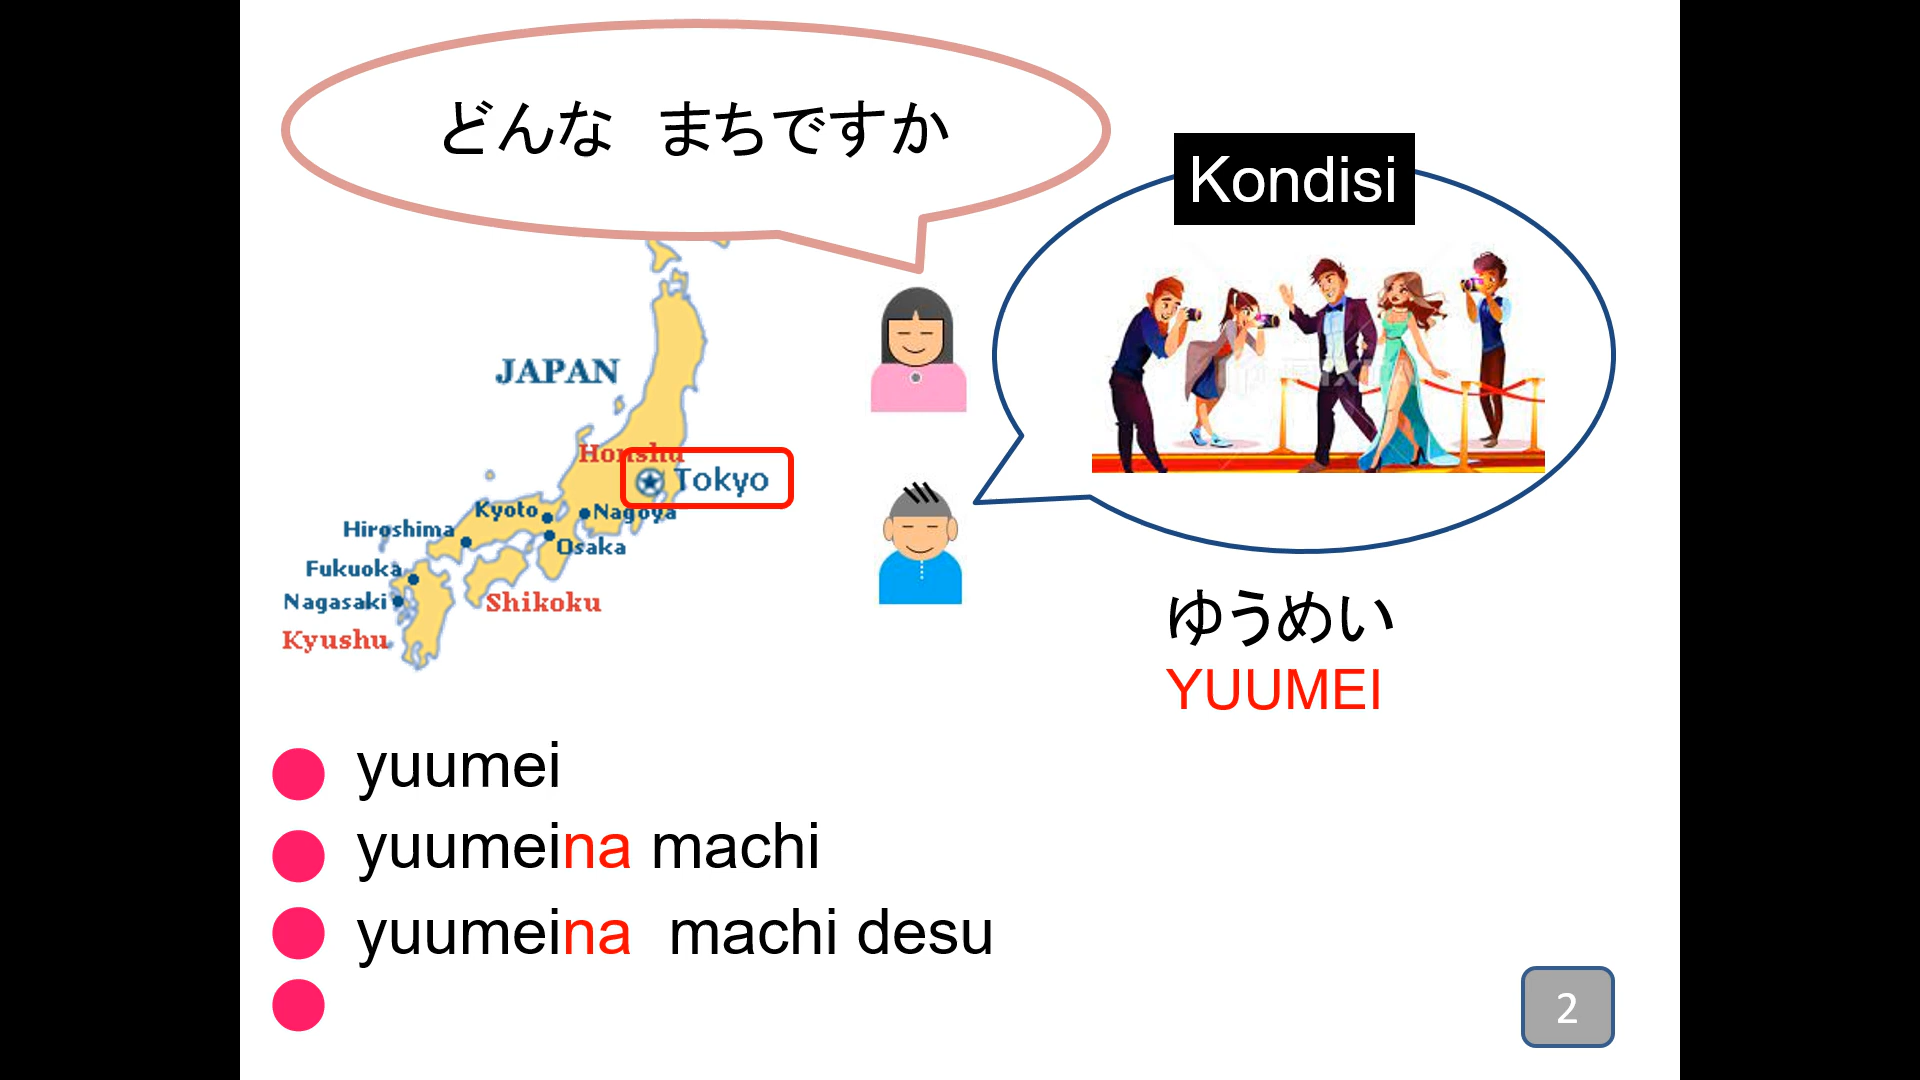 どんな　まちですか
Kondisi
JAPAN
Honshu
Tokyo
Kyoto
Nagoya
Hiroshima
Osaka
Fukuoka
Nagasaki
Shikoku
Kyushu
ゆうめい
YUUMEI
yuumei
yuumeina machi
yuumeina  machi desu
2